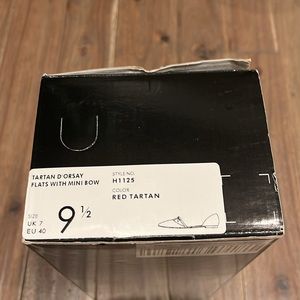 TARTAN D'ORSAY
FLATS WITH MINI BOW
STYLE NO.
H1125
COLOR
RED TARTAN
SIZE
UK 7
EU 40
9 1/2